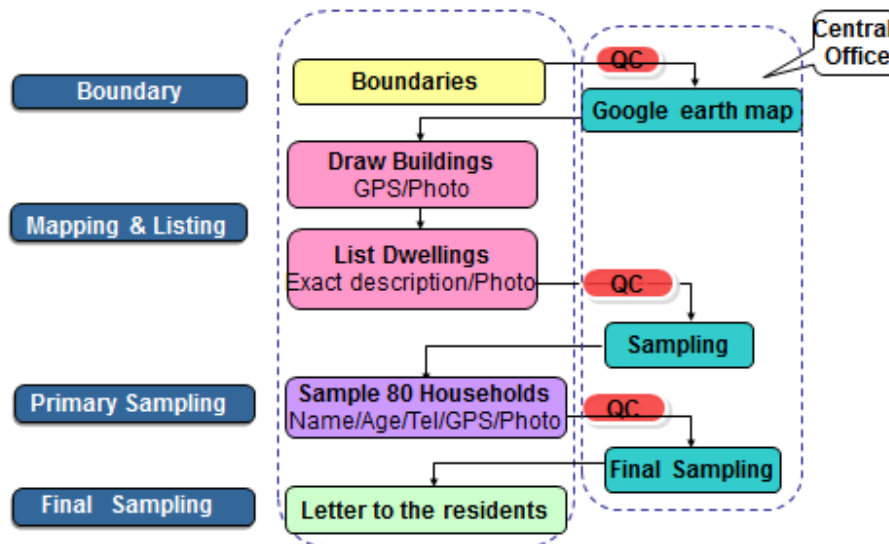 Central
Office
QC
Boundary
Boundaries
Google earth map
Draw Buildings
GPS/Photo
Mapping & Listing
List Dwellings
Exact description/Photo
QC
Sampling
Primary Sampling
Sample 80 Households
Name/Age/Tel/GPS/Photo
QC
Final Sampling
Final Sampling
Letter to the residents